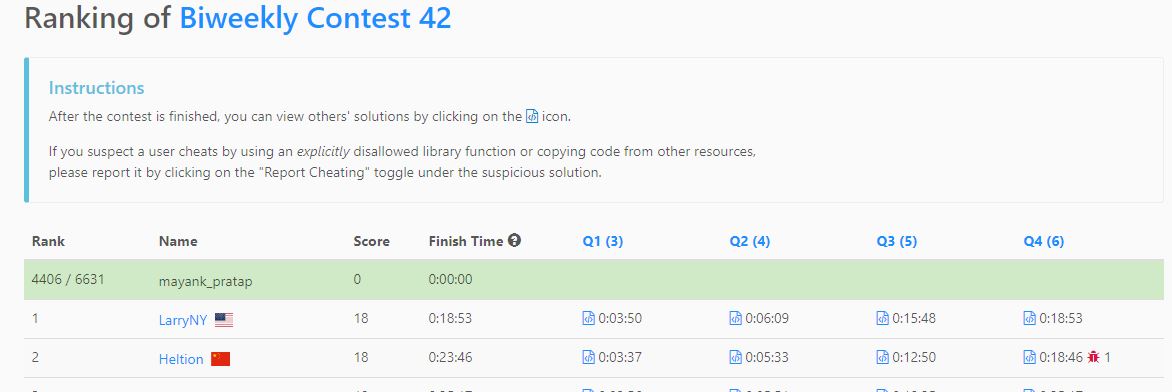 Ranking of Biweekly Contest 42
Instructions
After the contest is finished, you can view others' solutions by clicking on the icon.
If you suspect a user cheats by using an explicitly disallowed library function or copying code from other resources,
please report it by clicking on the "Report Cheating" toggle under the suspicious solution.
Rank Name Score Finish Time Q1 (3) Q2 (4) Q3 (5) Q4 (6)
4406 / 6631 mayank_pratap 0 0:00:00
1 LarryNY 18 0:18:53 0:03:50 0:06:09 0:15:48 0:18:53
2 Heltion 18 0:23:46 0:03:37 0:05:33 0:12:50 0:18:46 1